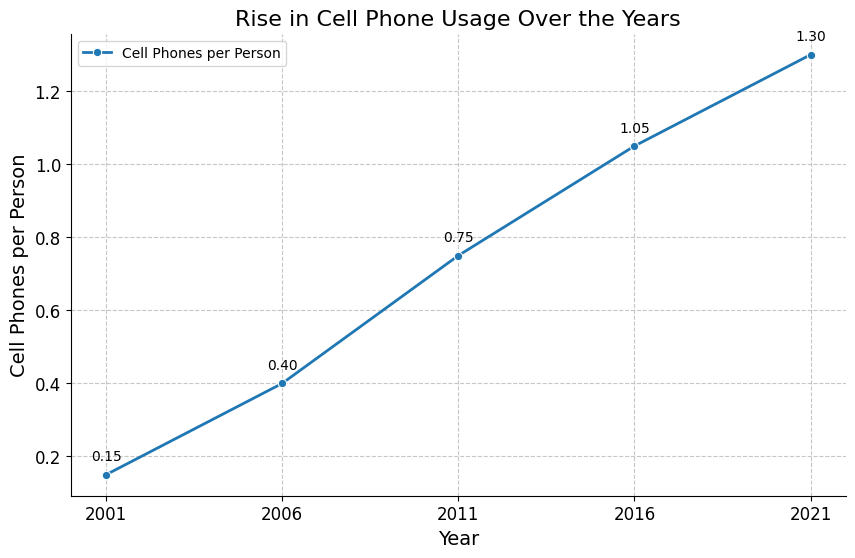 Rise in Cell Phone Usage Over the Years
Cell Phones per Person
1.30
1.2
1.05
1.0
0.75
0.8
0.6
0.40
0.4
0.15
0.2
Cell Phones per Person
2001 2006 2011 2016 2021
Year